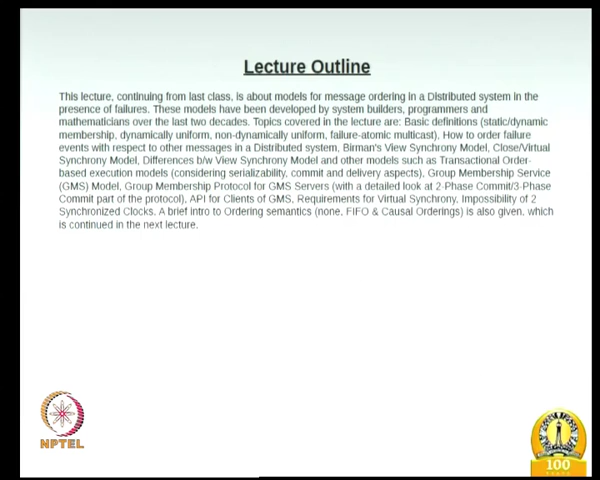 Lecture Outline
This lecture, continuing from last class, is about models for message ordering in a Distributed system in the
presence of failures. These models have been developed by system builders, programmers and
mathematicians over the last two decades. Topics covered in the lecture are: Basic definitions (static/dynamic
membership, dynamically uniform, non-dynamically uniform, failure-atomic multicast), How to order failure
events with respect to other messages in a Distributed system, Birman's View Synchrony Model, Close/Virtual
Synchrony Model, Differences b/w View Synchrony Model and other models such as Transactional Order-
based execution models (considering serializability, commit and delivery aspects), Group Membership Service
(GMS) Model, Group Membership Protocol for GMS Servers (with a detailed look at 2-Phase Commit/3-Phase
Commit part of the protocol), API for Clients of GMS, Requirements for Virtual Synchrony, Impossibility of 2
Synchronized Clocks. A brief intro to Ordering semantics (none, FIFO & Causal Orderings) is also given, which
is continued in the next lecture.
NPTEL
100